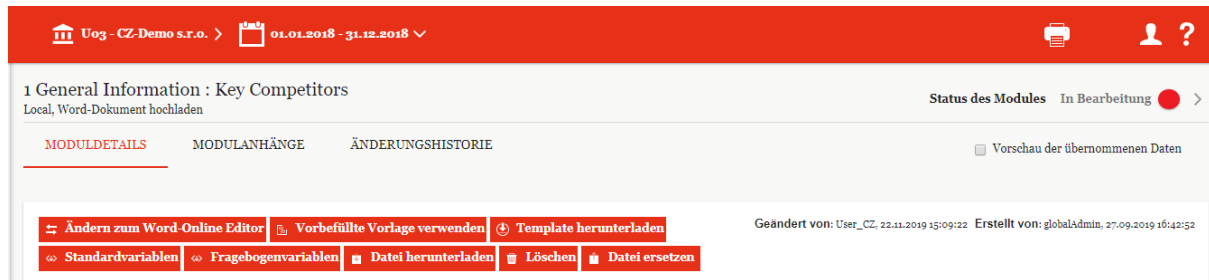 U03 - CZ-Demo s.r.o. 01.01.2018 - 31.12.2018 ?
1 General Information : Key Competitors
Local, Word-Dokument hochladen
Status des Modules In Bearbeitung
MODULDETAILS MODULANHÄNGE ÄNDERUNGSHISTORIE
Vorschau der übernommenen Daten
Ändern zum Word-Online Editor Vorbefüllte Vorlage verwenden Template herunterladen
Geändert von: User_CZ, 22.11.2019 15:09:22 Erstellt von: globalAdmin, 27.09.2019 16:42:52
Standardvariablen Fragebogenvariablen Datei herunterladen Löschen Datei ersetzen